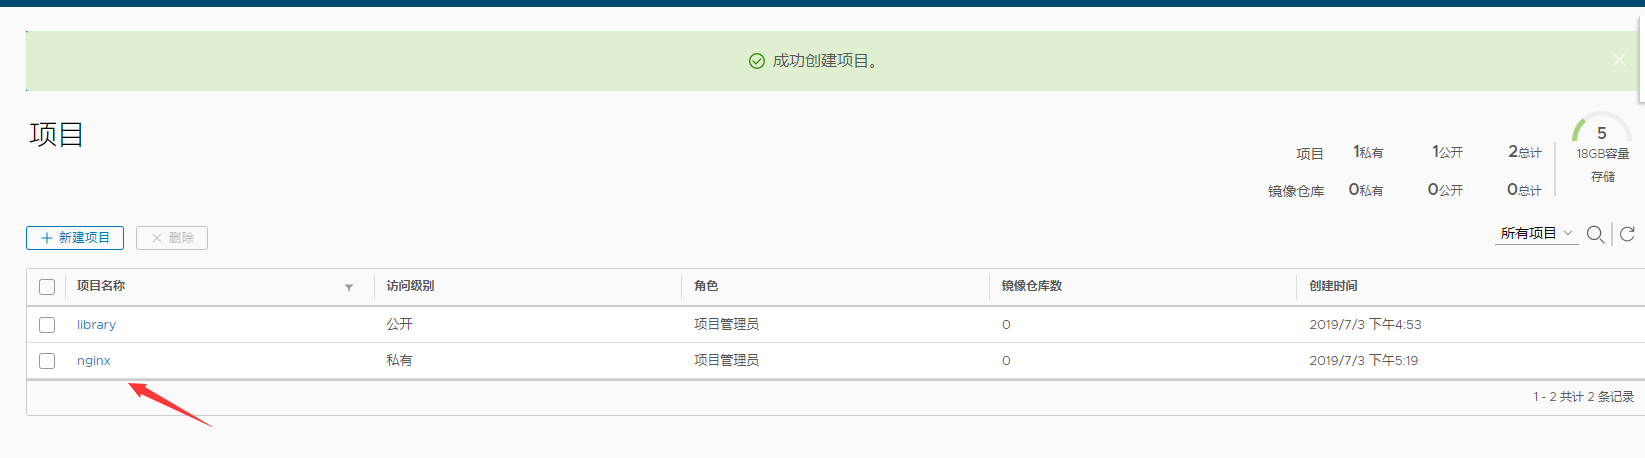 成功创建项目。
项目
项目 1私有 1公开 2总计
镜像仓库 0私有 0公开 0总计
5
18GB容量
存储
新建项目 删除
所有项目
项目名称 访问级别 角色 镜像仓库数 创建时间
library 公开 项目管理员 0 2019/7/3 下午4:53
nginx 私有 项目管理员 0 2019/7/3 下午5:19
1 - 2 共计 2 条记录